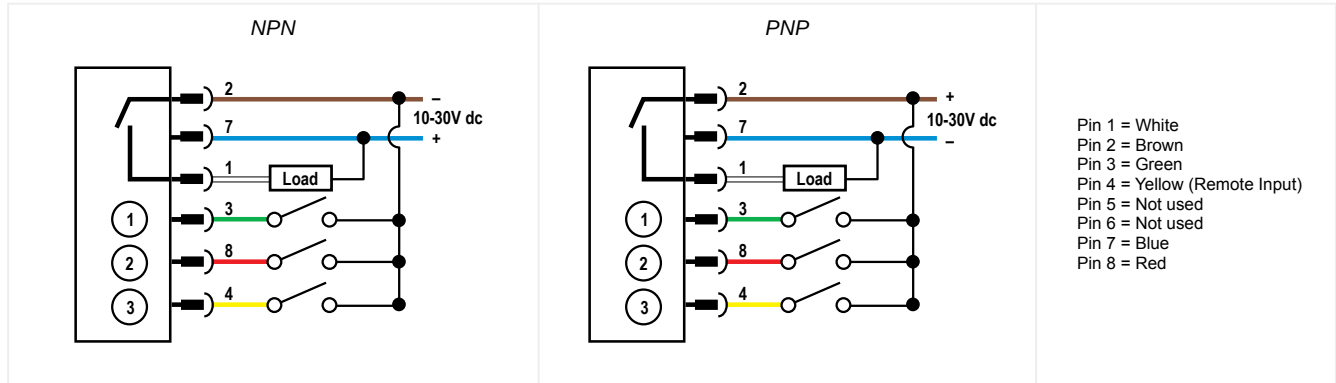 NPN
2
–
10-30V dc
7
+
1
Load
1
3
2
8
3
4
PNP
2
+
10-30V dc
7
–
1
Load
1
3
2
8
3
4
Pin 1 = White
Pin 2 = Brown
Pin 3 = Green
Pin 4 = Yellow (Remote Input)
Pin 5 = Not used
Pin 6 = Not used
Pin 7 = Blue
Pin 8 = Red